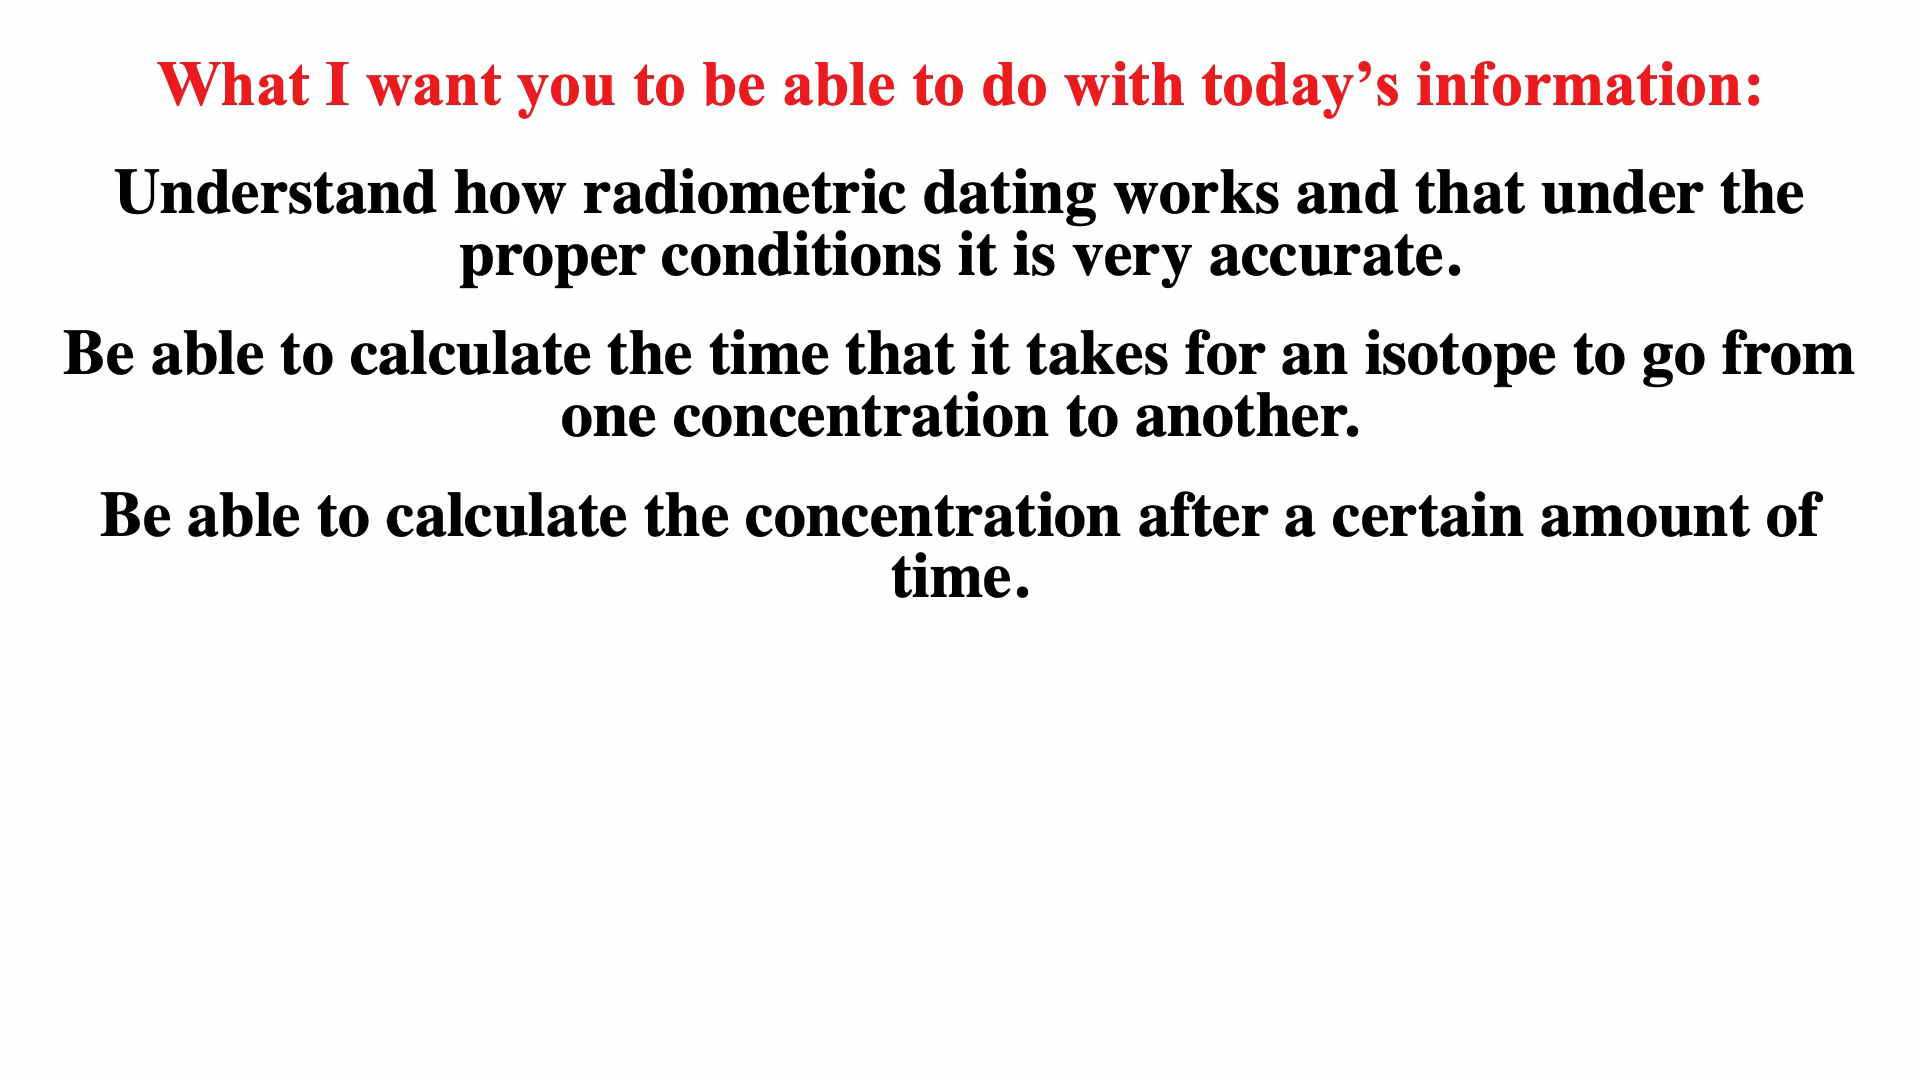 What I want you to be able to do with today’s information:
Understand how radiometric dating works and that under the
proper conditions it is very accurate.
Be able to calculate the time that it takes for an isotope to go from
one concentration to another.
Be able to calculate the concentration after a certain amount of
time.